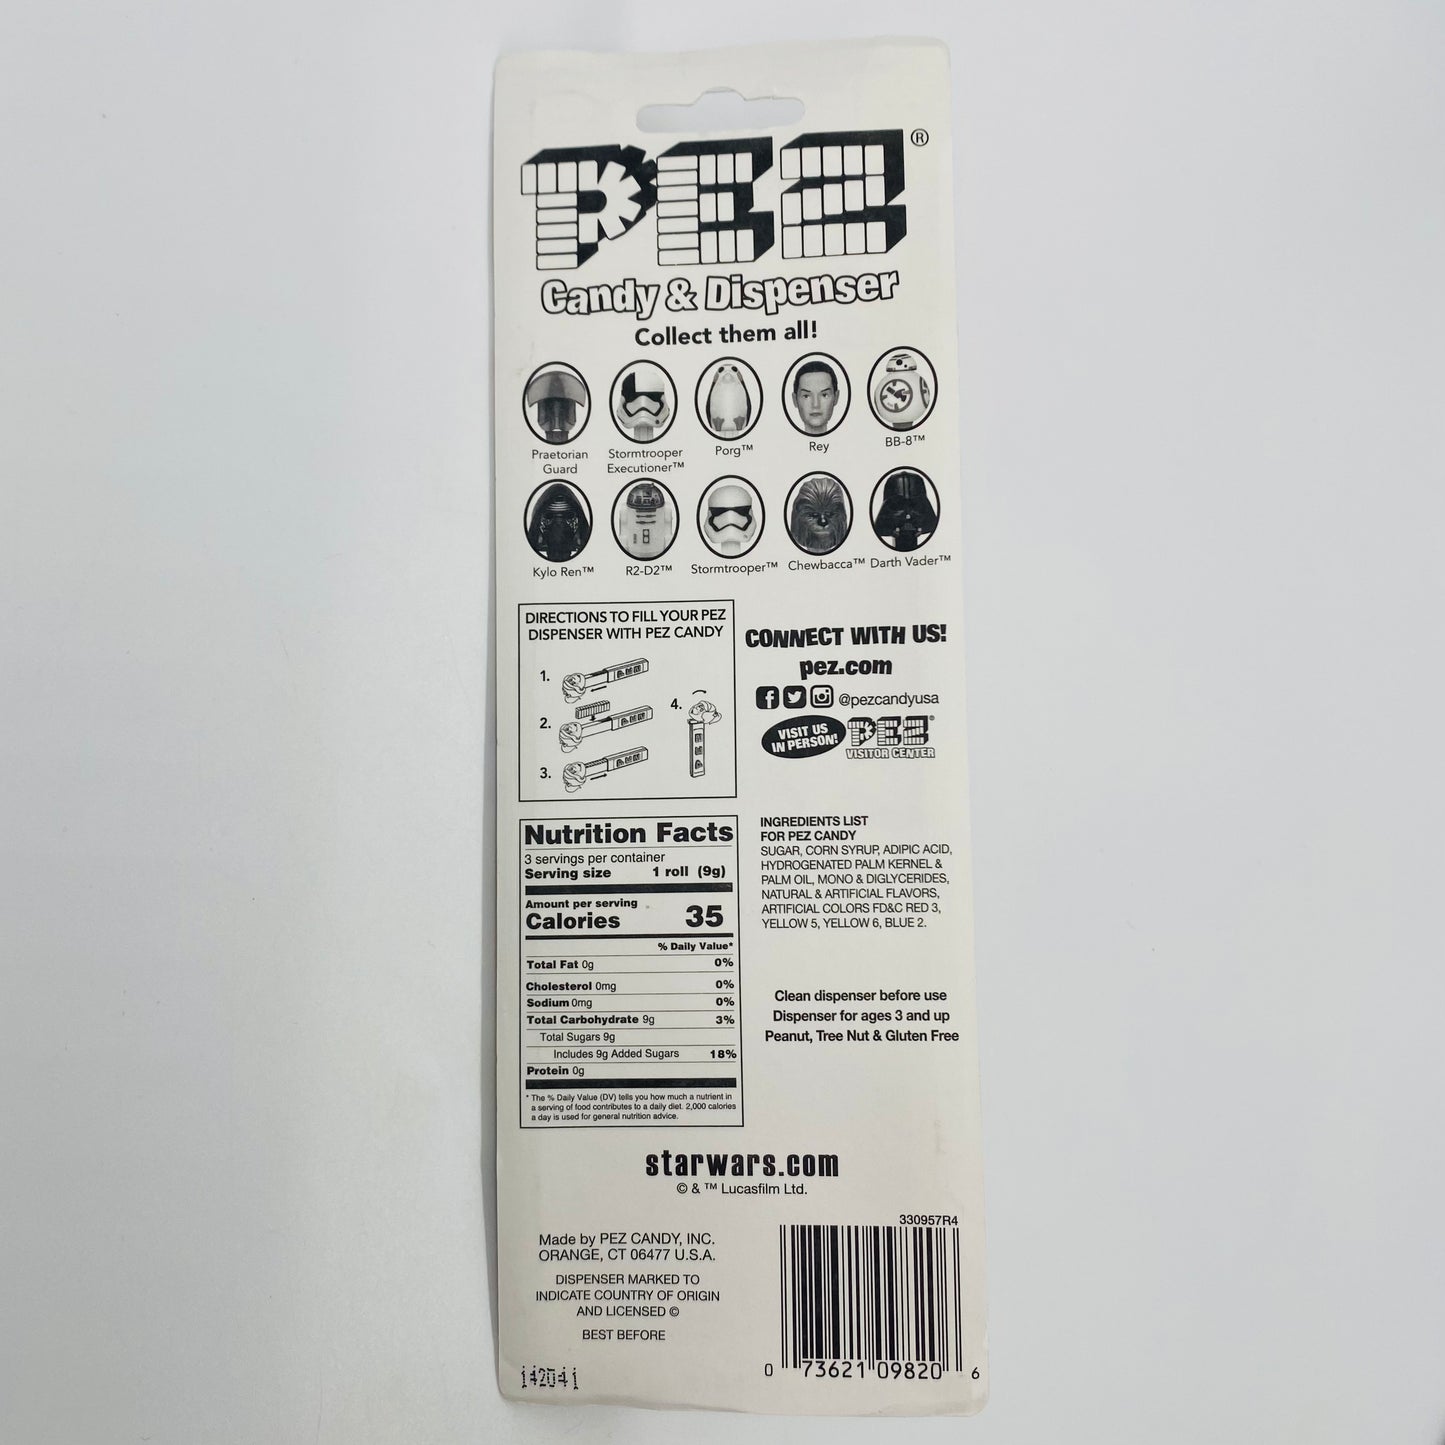 PEZ®
Candy & Dispenser
Collect them all!
Praetorian
Guard
Stormtrooper
Executioner™
Porg™
Rey
BB-8™
Kylo Ren™
R2-D2™
Stormtrooper™
Chewbacca™
Darth Vader™
DIRECTIONS TO FILL YOUR PEZ
DISPENSER WITH PEZ CANDY
1.
2.
3.
4.
CONNECT WITH US!
pez.com
@pezcandyusa
VISIT US
IN PERSON!
PEZ®
VISITOR CENTER
Nutrition Facts
3 servings per container
Serving size 1 roll (9g)
Amount per serving
Calories 35
% Daily Value*
Total Fat 0g 0%
Cholesterol 0mg 0%
Sodium 0mg 0%
Total Carbohydrate 9g 3%
Total Sugars 9g
Includes 9g Added Sugars 18%
Protein 0g
* The % Daily Value (DV) tells you how much a nutrient in
a serving of food contributes to a daily diet. 2,000 calories
a day is used for general nutrition advice.
INGREDIENTS LIST
FOR PEZ CANDY
SUGAR, CORN SYRUP, ADIPIC ACID,
HYDROGENATED PALM KERNEL &
PALM OIL, MONO & DIGLYCERIDES,
NATURAL & ARTIFICIAL FLAVORS,
ARTIFICIAL COLORS FD&C RED 3,
YELLOW 5, YELLOW 6, BLUE 2.
Clean dispenser before use
Dispenser for ages 3 and up
Peanut, Tree Nut & Gluten Free
starwars.com
© & ™ Lucasfilm Ltd.
Made by PEZ CANDY, INC.
ORANGE, CT 06477 U.S.A.
DISPENSER MARKED TO
INDICATE COUNTRY OF ORIGIN
AND LICENSED ©
BEST BEFORE
142041
330957R4
0 73621 09820 6